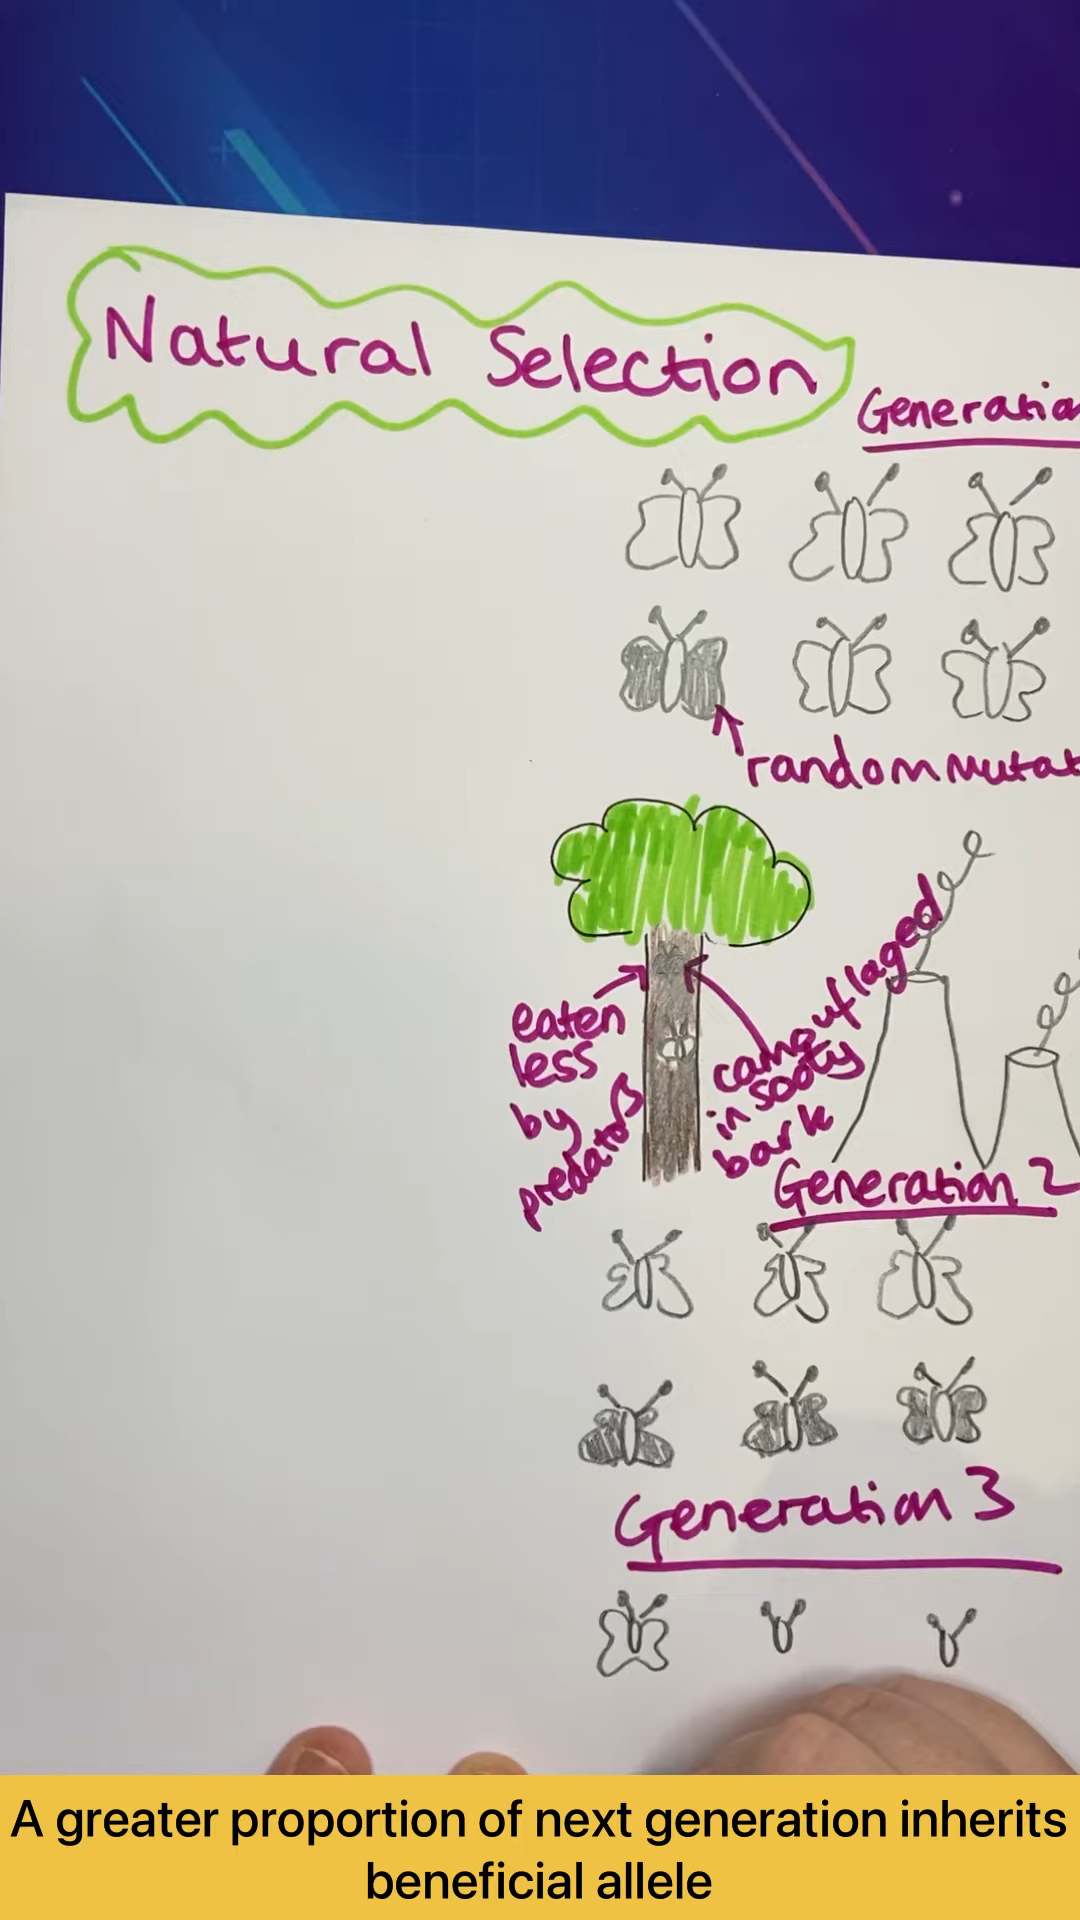 Natural Selection
Generation
random mutat
eaten
less
by
predators
camouflaged
in sooty
bark
Generation 2
Generation 3
A greater proportion of next generation inherits
beneficial allele